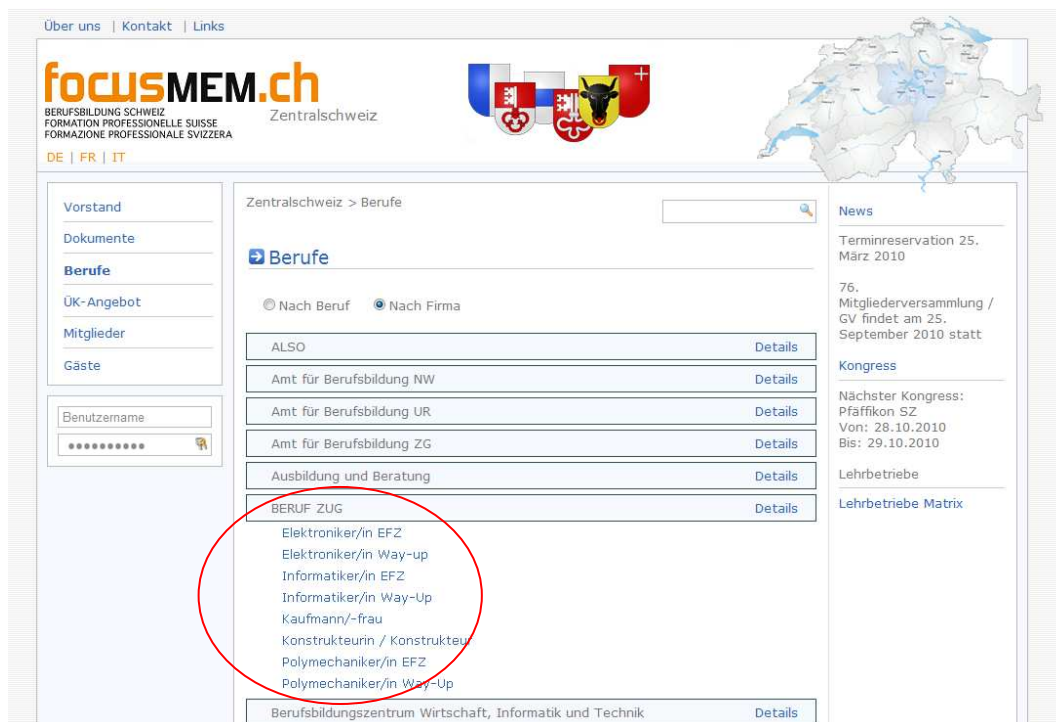 Über uns | Kontakt | Links
focusMEM.ch
BERUFSBILDUNG SCHWEIZ
FORMATION PROFESSIONELLE SUISSE
FORMAZIONE PROFESSIONALE SVIZZERA
Zentralschweiz
DE | FR | IT
Vorstand
Dokumente
Berufe
ÜK-Angebot
Mitglieder
Gäste
Benutzername
●●●●●●●●●●
Zentralschweiz > Berufe
Berufe
Nach Beruf Nach Firma
ALSO Details
Amt für Berufsbildung NW Details
Amt für Berufsbildung UR Details
Amt für Berufsbildung ZG Details
Ausbildung und Beratung Details
BERUF ZUG Details
Elektroniker/in EFZ
Elektroniker/in Way-up
Informatiker/in EFZ
Informatiker/in Way-Up
Kaufmann/-frau
Konstrukteurin / Konstrukteur
Polymechaniker/in EFZ
Polymechaniker/in Way-Up
Berufsbildungszentrum Wirtschaft, Informatik und Technik Details
News
Terminreservation 25.
März 2010
76.
Mitgliederversammlung /
GV findet am 25.
September 2010 statt
Kongress
Nächster Kongress:
Pfäffikon SZ
Von: 28.10.2010
Bis: 29.10.2010
Lehrbetriebe
Lehrbetriebe Matrix